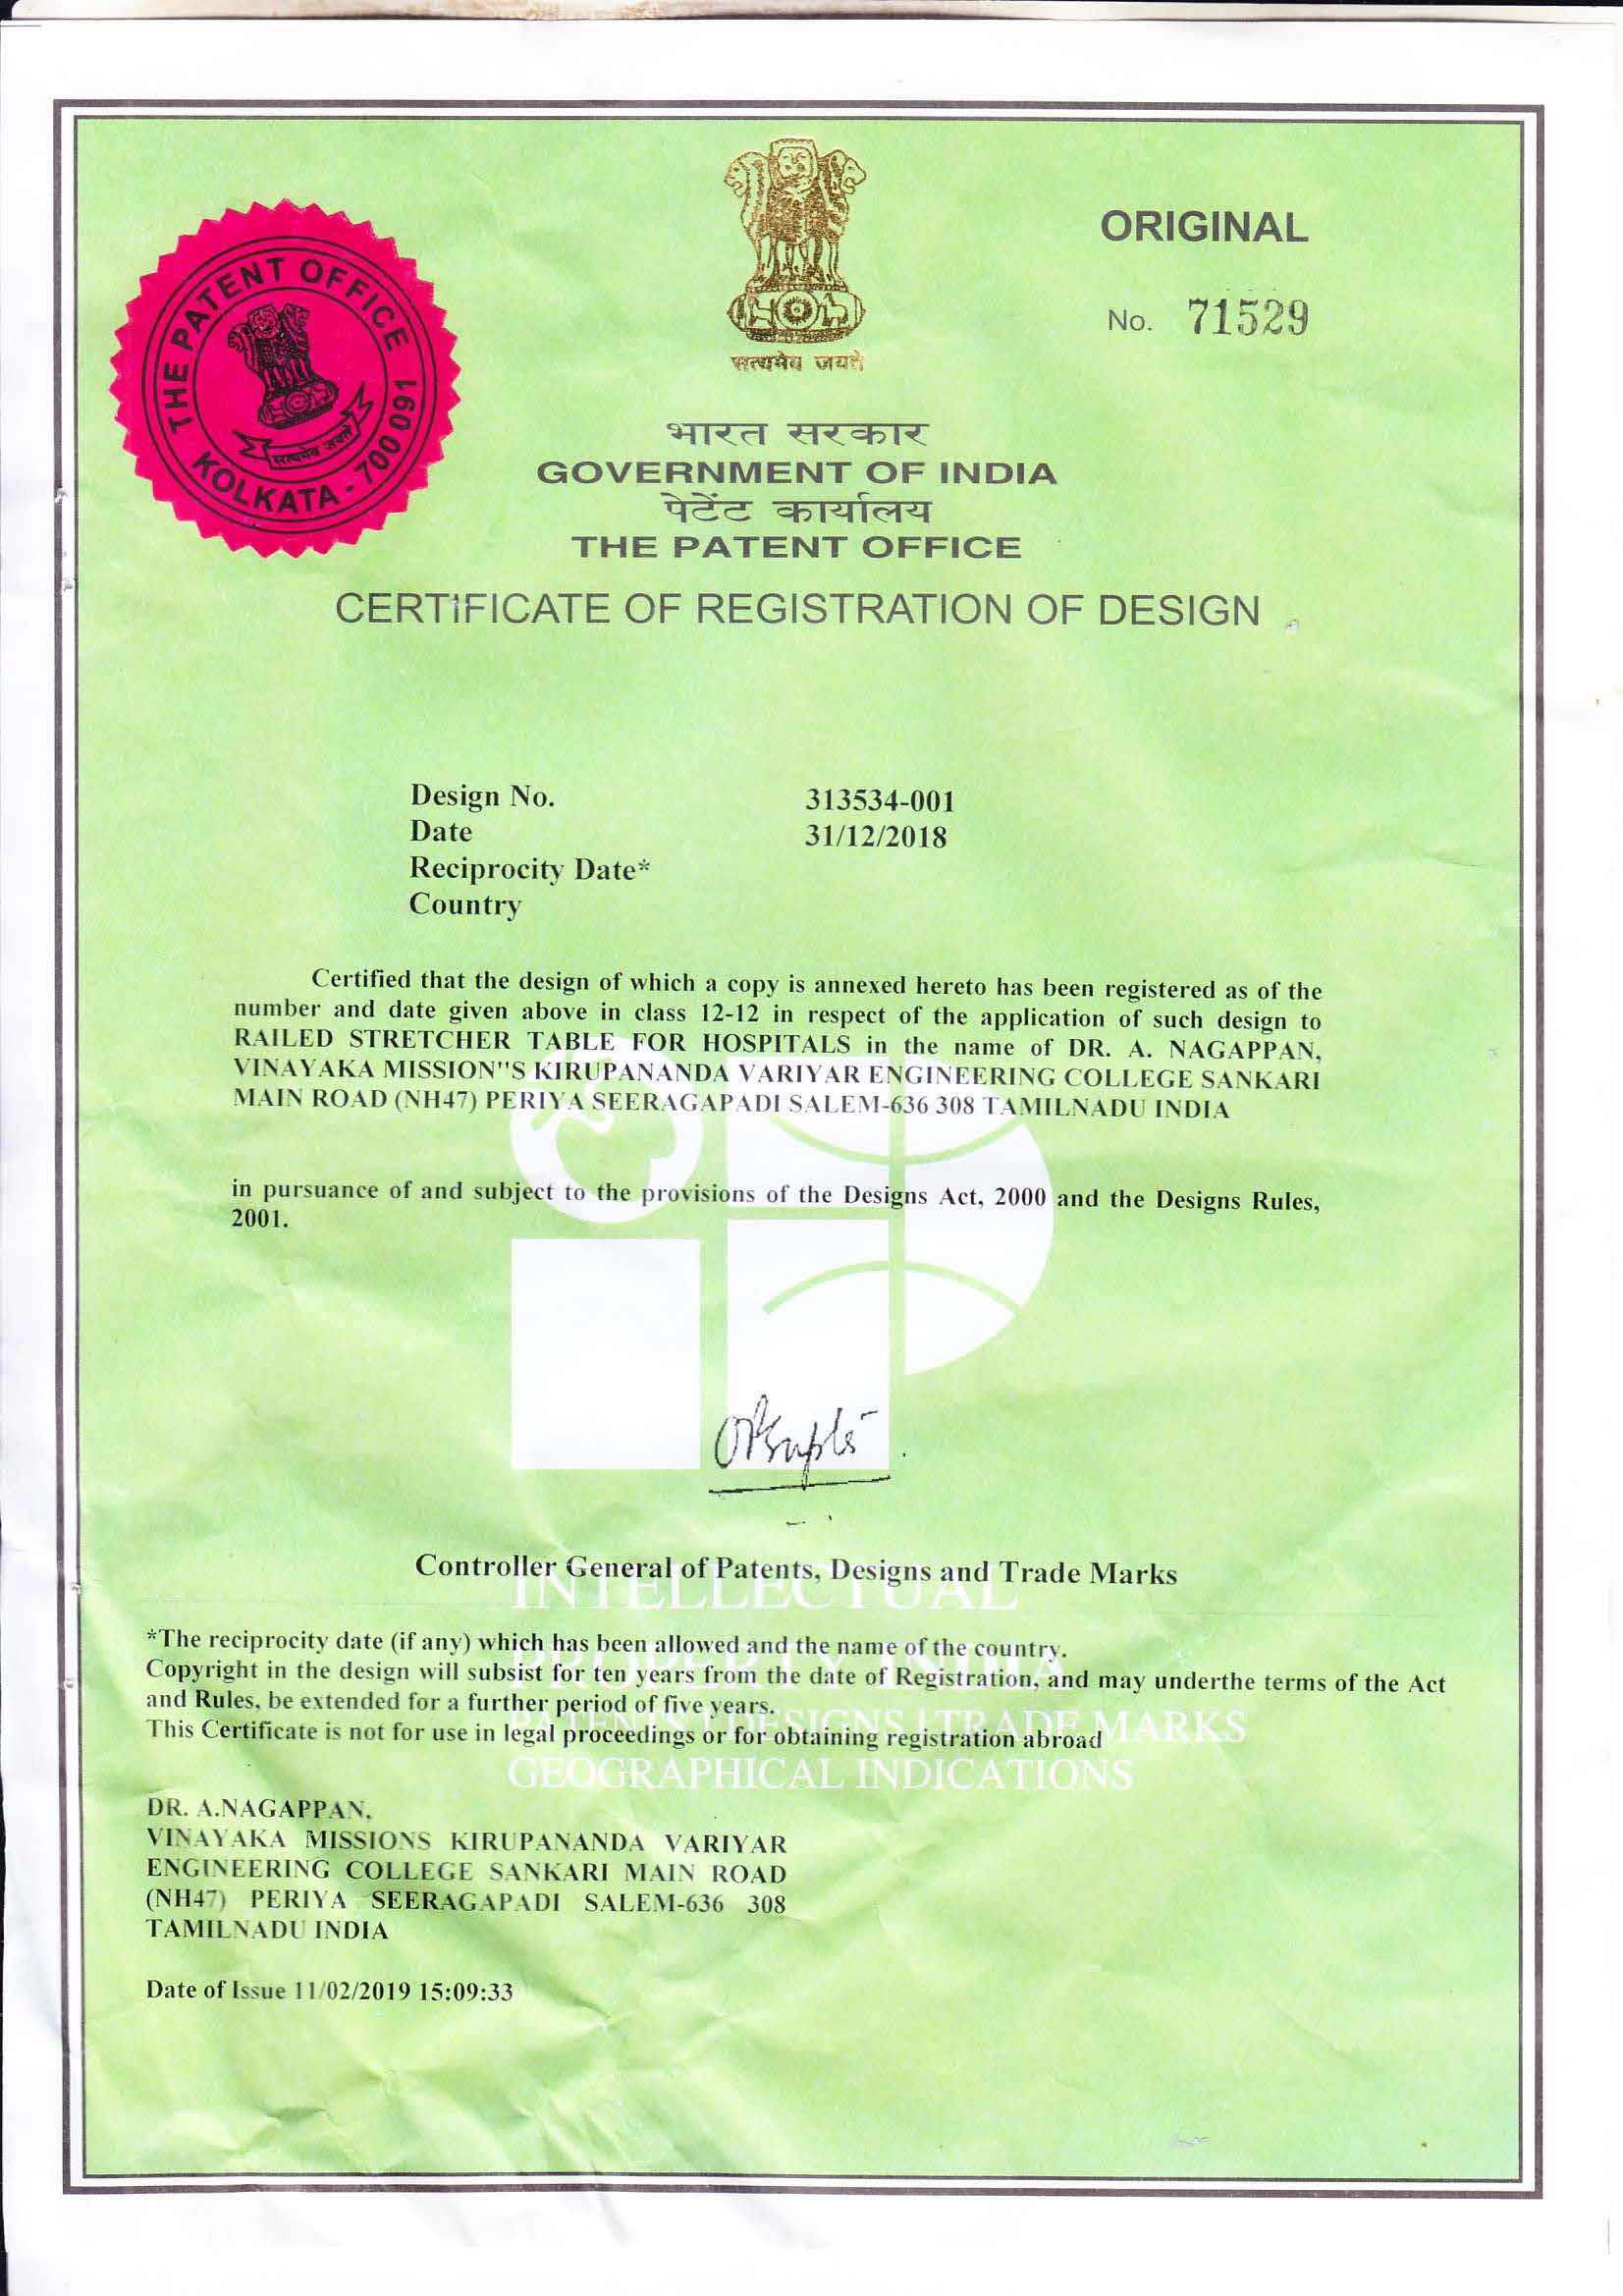 ORIGINAL
No. 71529
THE PATENT OFFICE
KOLKATA - 700 091
सत्यमेव जयते
सत्यमेव जयते
भारत सरकार
GOVERNMENT OF INDIA
पेटेंट कार्यालय
THE PATENT OFFICE
CERTIFICATE OF REGISTRATION OF DESIGN
Design No. 313534-001
Date 31/12/2018
Reciprocity Date*
Country
Certified that the design of which a copy is annexed hereto has been registered as of the
number and date given above in class 12-12 in respect of the application of such design to
RAILED STRETCHER TABLE FOR HOSPITALS in the name of DR. A. NAGAPPAN,
VINAYAKA MISSION"S KIRUPANANDA VARIYAR ENGINEERING COLLEGE SANKARI
MAIN ROAD (NH47) PERIYA SEERAGAPADI SALEM-636 308 TAMILNADU INDIA
in pursuance of and subject to the provisions of the Designs Act, 2000 and the Designs Rules,
2001.
OPGupta
Controller General of Patents, Designs and Trade Marks
INTELLECTUAL
*The reciprocity date (if any) which has been allowed and the name of the country.
Copyright in the design will subsist for ten years from the date of Registration, and may underthe terms of the Act
and Rules, be extended for a further period of five years.
PATENTS | DESIGNS | TRADE MARKS
This Certificate is not for use in legal proceedings or for obtaining registration abroad
GEOGRAPHICAL INDICATIONS
DR. A.NAGAPPAN,
VINAYAKA MISSIONS KIRUPANANDA VARIYAR
ENGINEERING COLLEGE SANKARI MAIN ROAD
(NH47) PERIYA SEERAGAPADI SALEM-636 308
TAMILNADU INDIA
Date of Issue 11/02/2019 15:09:33